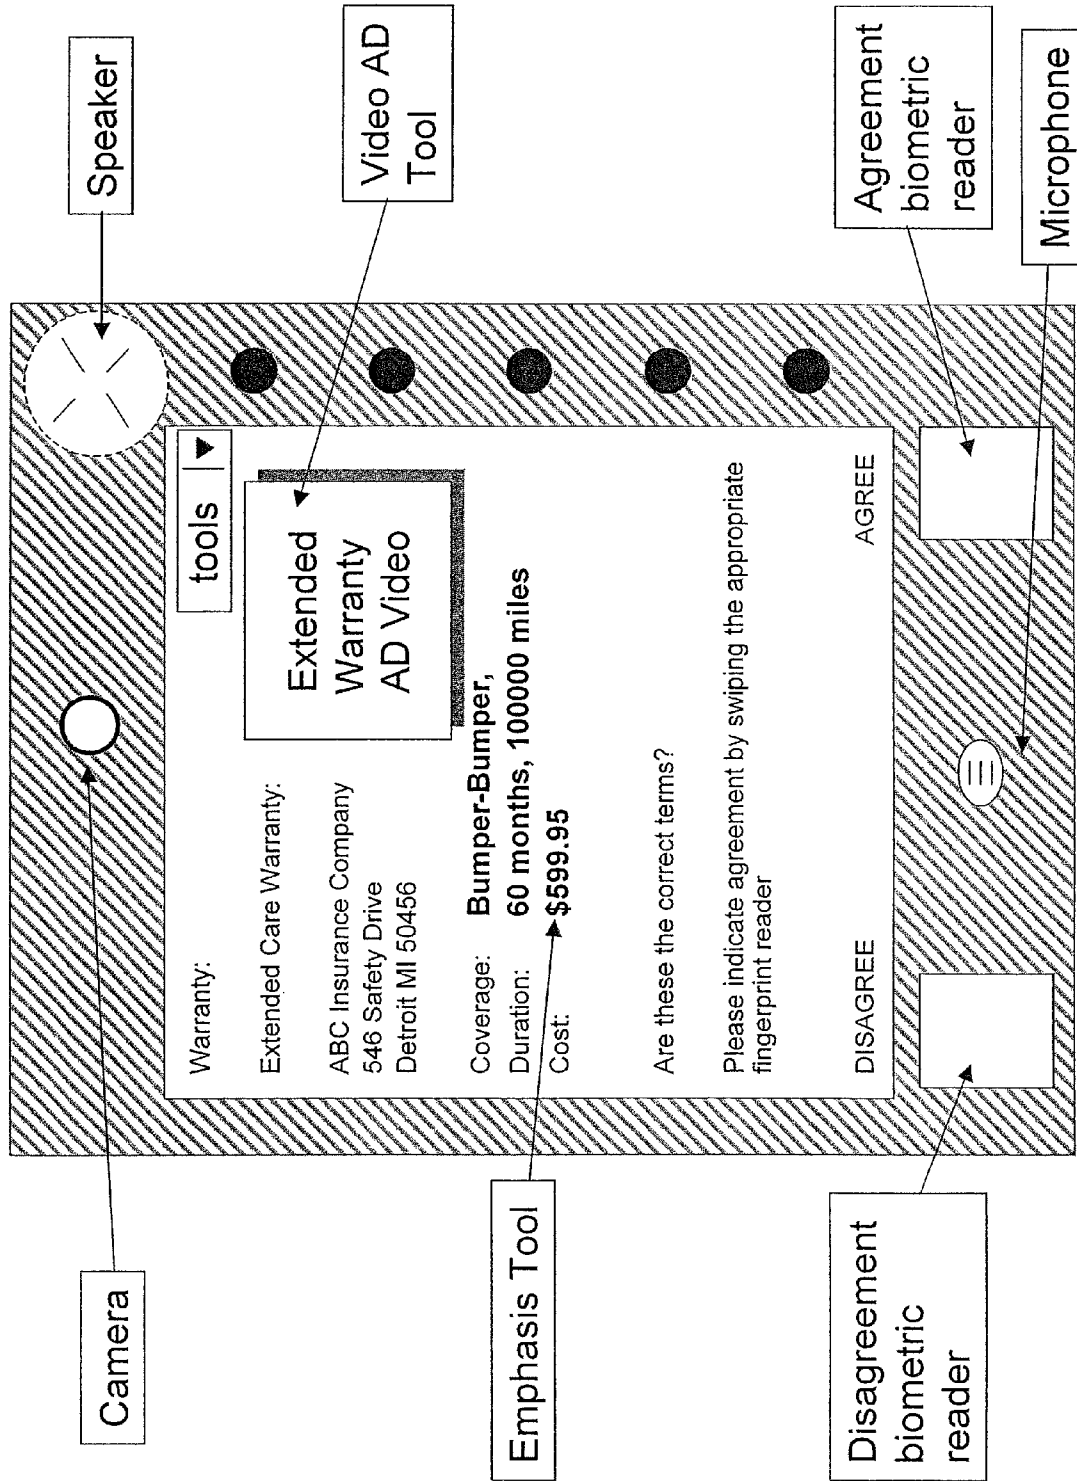 Camera
Speaker
Video AD
Tool
Emphasis Tool
Disagreement
biometric
reader
Agreement
biometric
reader
Microphone
tools
Warranty:
Extended Care Warranty:
ABC Insurance Company
546 Safety Drive
Detroit MI 50456
Extended
Warranty
AD Video
Coverage: Bumper-Bumper,
Duration: 60 months, 100000 miles
Cost: $599.95
Are these the correct terms?
Please indicate agreement by swiping the appropriate
fingerprint reader
DISAGREE AGREE